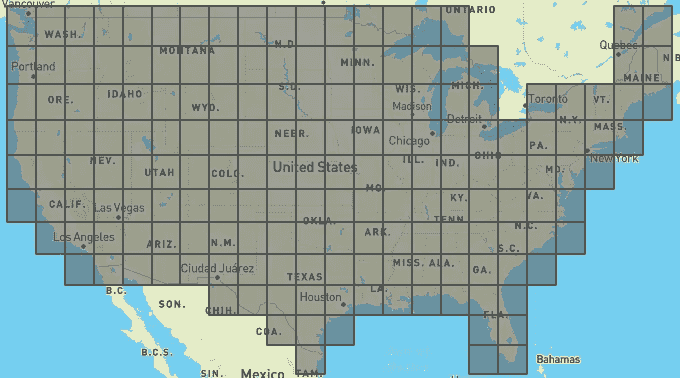 Vancouver
ONTARIO
WASH.
N.D.
MONTANA
Quebec
N B
Portland
MINN.
MAINE
S.D.
WIS.
MICH.
IDAHO
ORE.
WYO.
Madison
Toronto
VT.
Detroit
N.Y.
MASS.
NEBR.
IOWA
Chicago
PA.
OHIO
New York
NEV.
UTAH
COLO.
United States
ILL.
IND.
MD.
MO.
CALIF.
Las Vegas
KY.
VA.
OKLA.
TENN.
N.C.
Los Angeles
ARIZ.
N.M.
ARK.
S.C.
MISS.
ALA.
GA.
Ciudad Juárez
TEXAS
B.C.
SON.
Houston
LA.
CHIH.
FLA.
COA.
B.C.S.
Bahamas
SIN.
Mexico
TAM.